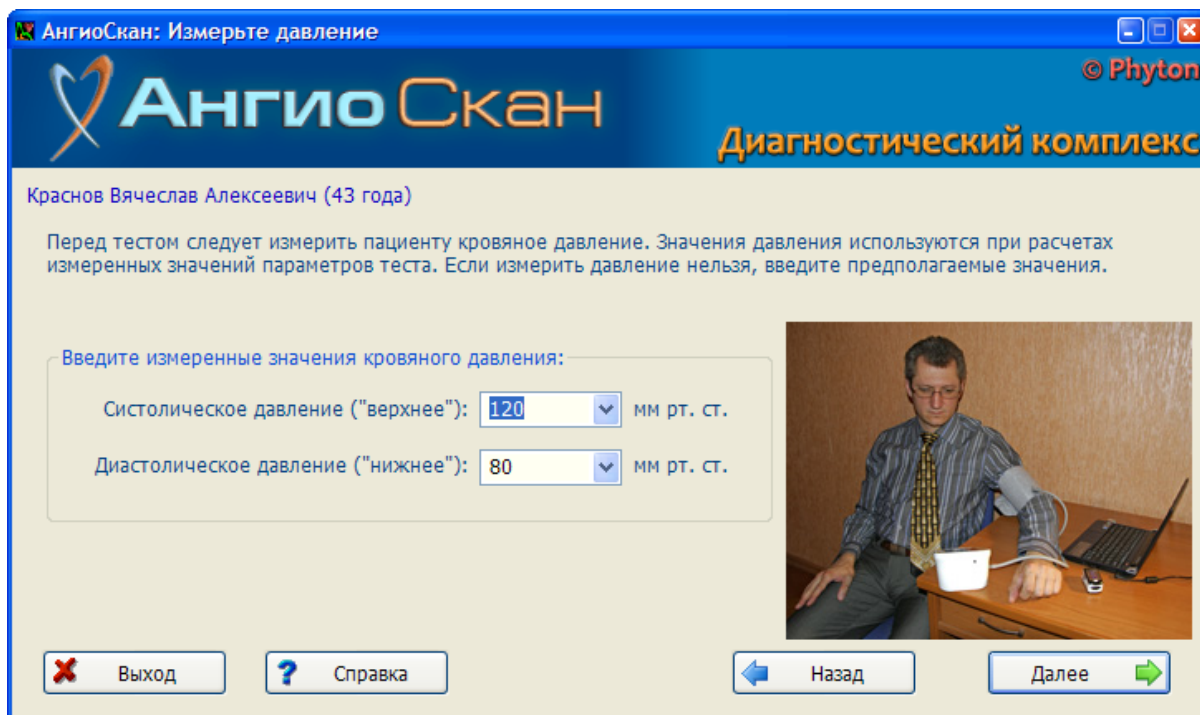 АнгиоСкан: Измерьте давление
© Phyton
Ангио Скан
Диагностический комплекс
Краснов Вячеслав Алексеевич (43 года)
Перед тестом следует измерить пациенту кровяное давление. Значения давления используются при расчетах
измеренных значений параметров теста. Если измерить давление нельзя, введите предполагаемые значения.
Введите измеренные значения кровяного давления:
Систолическое давление ("верхнее"): 120 мм рт. ст.
Диастолическое давление ("нижнее"): 80 мм рт. ст.
Выход ? Справка Назад Далее